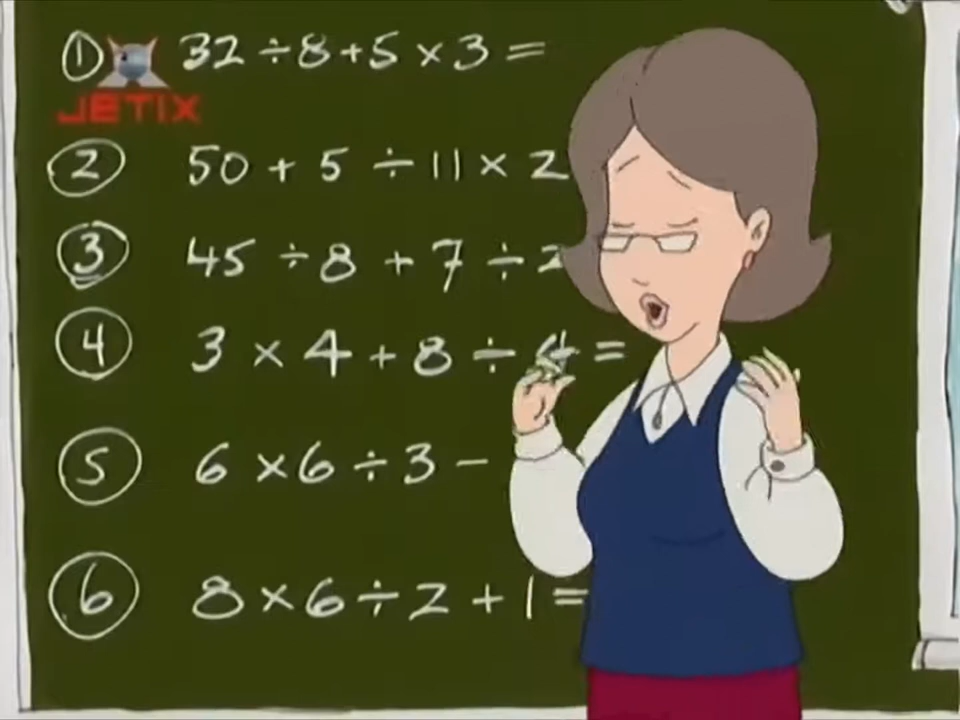 ① 32 ÷ 8 + 5 × 3 =
JETIX
② 50 + 5 ÷ 11 × 2
③ 45 ÷ 8 + 7 ÷ 2
④ 3 × 4 + 8 ÷ 4 =
⑤ 6 × 6 ÷ 3 -
⑥ 8 × 6 ÷ 2 + 1 =